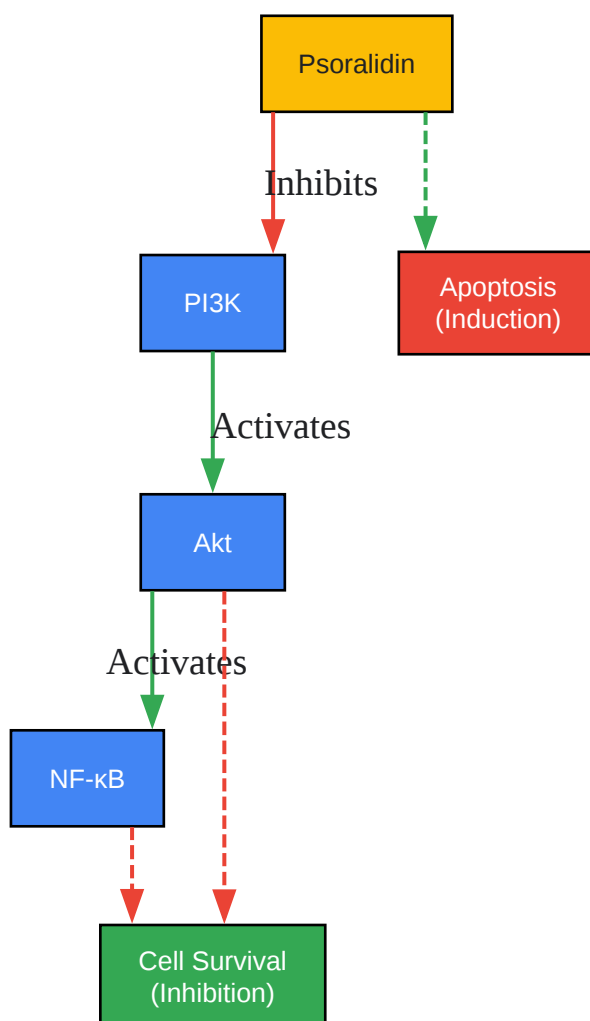 Psoralidin
Inhibits
PI3K
Apoptosis
(Induction)
Activates
Akt
Activates
NF-κB
Cell Survival
(Inhibition)